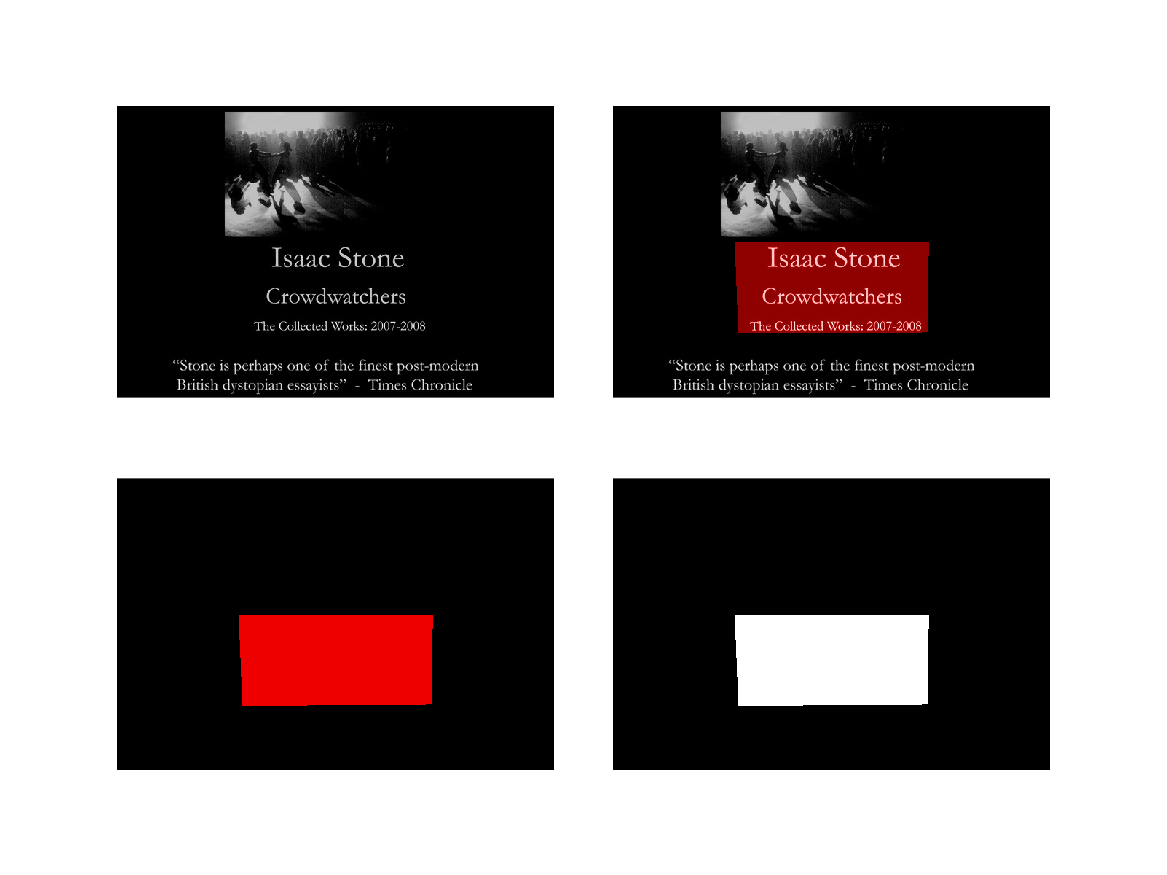 Isaac Stone
Crowdwatchers
The Collected Works: 2007-2008
“Stone is perhaps one of the finest post-modern
British dystopian essayists” - Times Chronicle
Isaac Stone
Crowdwatchers
The Collected Works: 2007-2008
“Stone is perhaps one of the finest post-modern
British dystopian essayists” - Times Chronicle